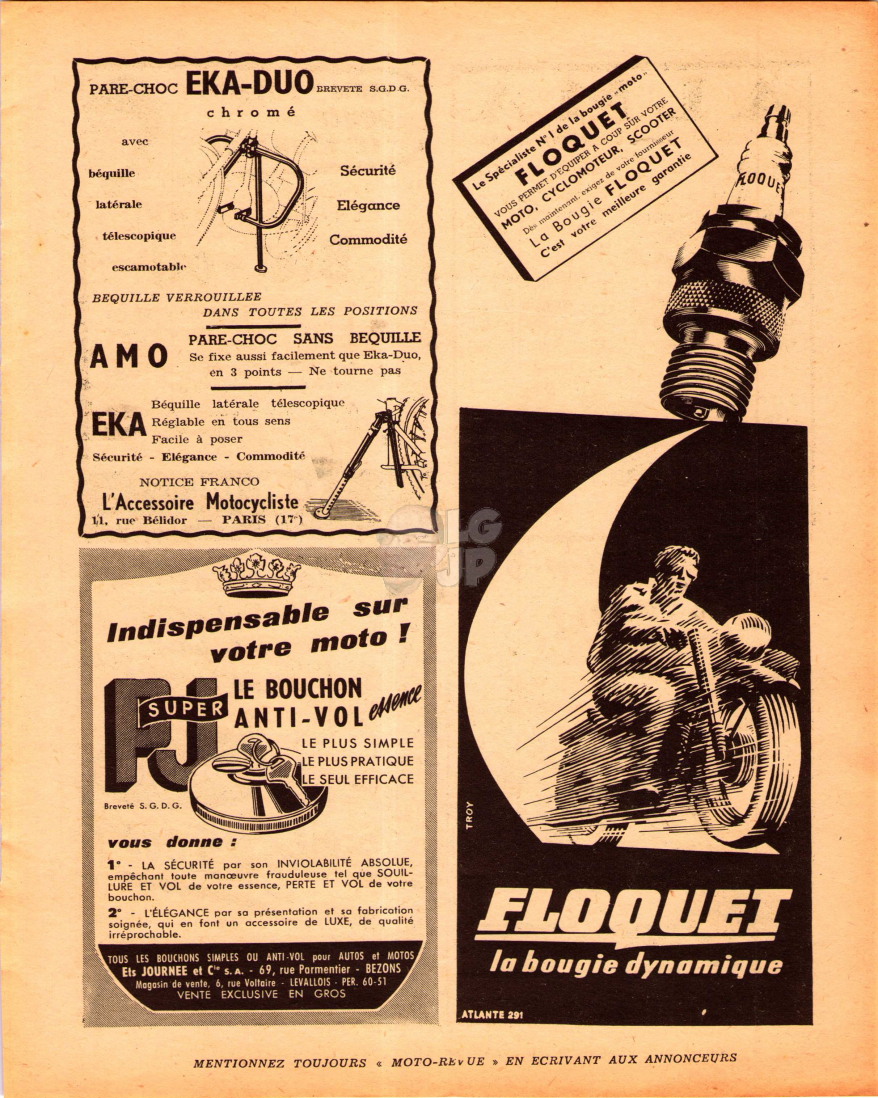 PARE-CHOC EKA-DUO BREVETE S.G.D.G.
chromé
avec
béquille
latérale
télescopique
escamotable
Sécurité
Elégance
Commodité
BEQUILLE VERROUILLEE
DANS TOUTES LES POSITIONS
AMO
PARE-CHOC SANS BEQUILLE
Se fixe aussi facilement que Eka-Duo,
en 3 points — Ne tourne pas
EKA
Béquille latérale télescopique
Réglable en tous sens
Facile à poser
Sécurité - Elégance - Commodité
NOTICE FRANCO
L'Accessoire Motocycliste
11, rue Bélidor — PARIS (17e)
Indispensable sur
votre moto !
PJ
SUPER
LE BOUCHON
ANTI-VOL essence
LE PLUS SIMPLE
LE PLUS PRATIQUE
LE SEUL EFFICACE
Breveté S. G. D. G.
vous donne :
1° - LA SÉCURITÉ par son INVIOLABILITÉ ABSOLUE,
empêchant toute manœuvre frauduleuse tel que SOUIL-
LURE ET VOL de votre essence, PERTE ET VOL de votre
bouchon.
2° - L'ÉLÉGANCE par sa présentation et sa fabrication
soignée, qui en font un accessoire de LUXE, de qualité
irréprochable.
TOUS LES BOUCHONS SIMPLES OU ANTI-VOL pour AUTOS et MOTOS
Ets JOURNEE et Cie S.A. - 69, rue Parmentier - BEZONS
Magasin de vente, 6, rue Voltaire - LEVALLOIS - PER. 60-51
VENTE EXCLUSIVE EN GROS
Le Spécialiste N° 1 de la bougie "moto"
FLOQUET
VOUS PERMET D'EQUIPER A COUP SUR VOTRE
MOTO, CYCLOMOTEUR, SCOOTER
Dès maintenant, exigez de votre fournisseur
La Bougie FLOQUET
C'est votre meilleure garantie
FLOQUET
TROY
FLOQUET
la bougie dynamique
ATLANTE 291
LG
JP
MENTIONNEZ TOUJOURS « MOTO-REVUE » EN ECRIVANT AUX ANNONCEURS